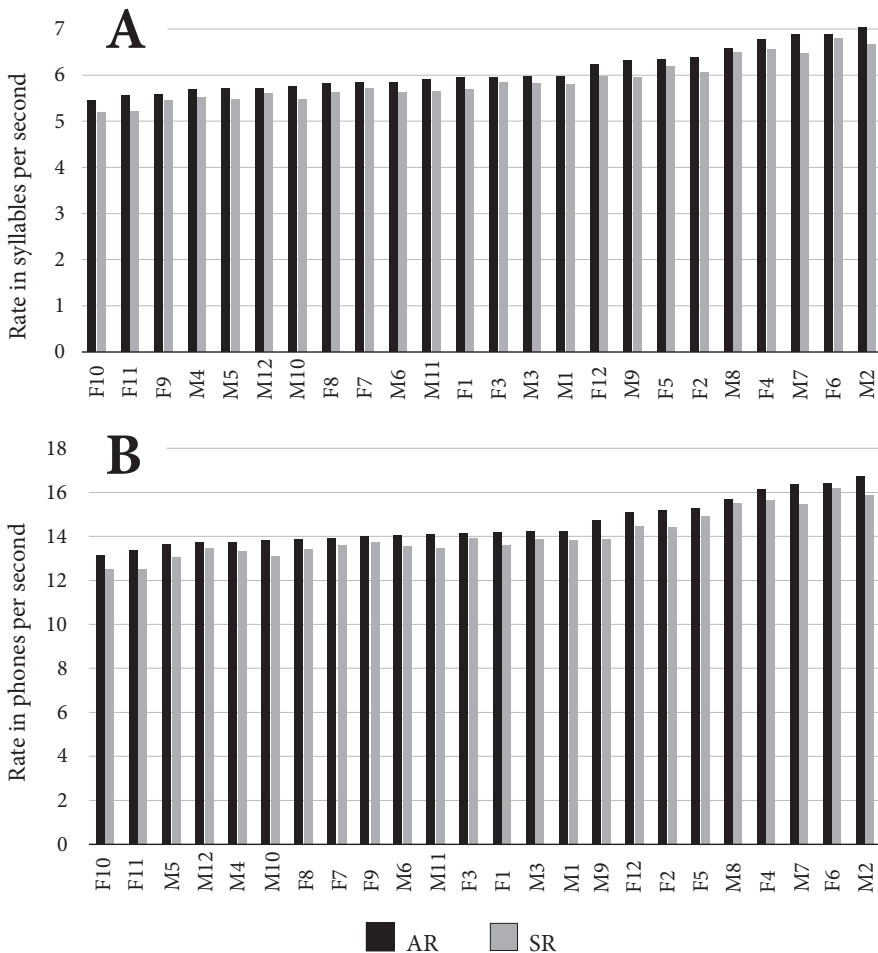 A
Rate in syllables per second
7
6
5
4
3
2
1
0
F10 F11 F9 M4 M5 M12 M10 F8 F7 M6 M11 F1 F3 M3 M1 F12 M9 F5 F2 M8 F4 M7 F6 M2
B
Rate in phones per second
18
16
14
12
10
8
6
4
2
0
F10 F11 M5 M12 M4 M10 F8 F7 F9 M6 M11 F3 F1 M3 M1 M9 F12 F2 F5 M8 F4 M7 F6 M2
AR SR